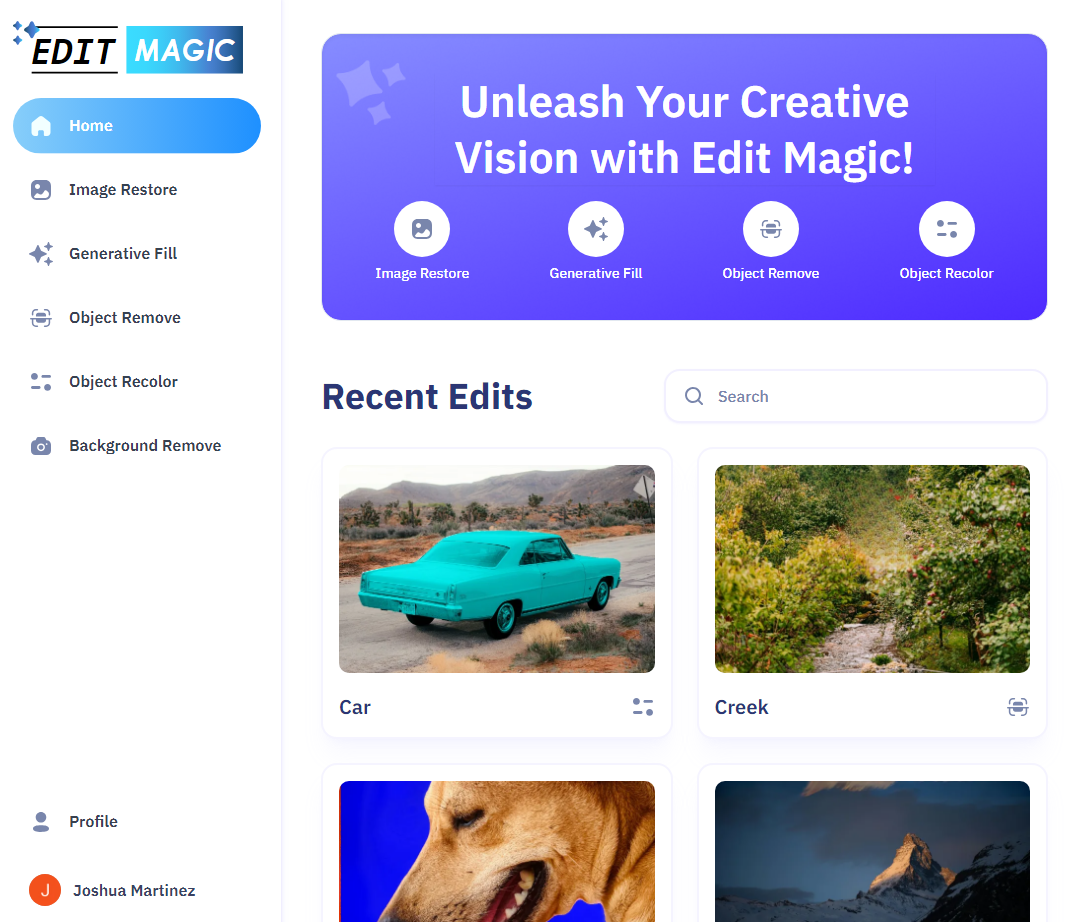 EDIT MAGIC
Home
Image Restore
Generative Fill
Object Remove
Object Recolor
Background Remove
Profile
J Joshua Martinez
Unleash Your Creative
Vision with Edit Magic!
Image Restore Generative Fill Object Remove Object Recolor
Recent Edits Search
Car Creek